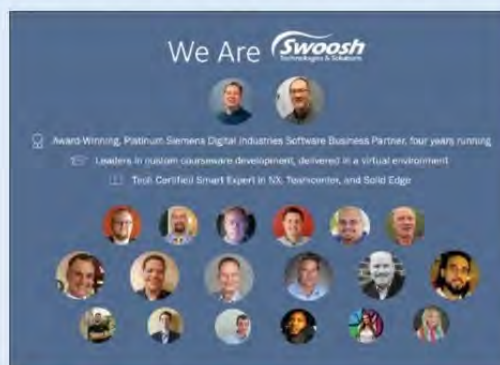 We Are Swoosh
Technologies & Solutions
Award-Winning, Platinum Siemens Digital Industries Software Business Partner, four years running
Leaders in custom courseware development, delivered in a virtual environment
Tech Certified Smart Expert in NX, Teamcenter, and Solid Edge